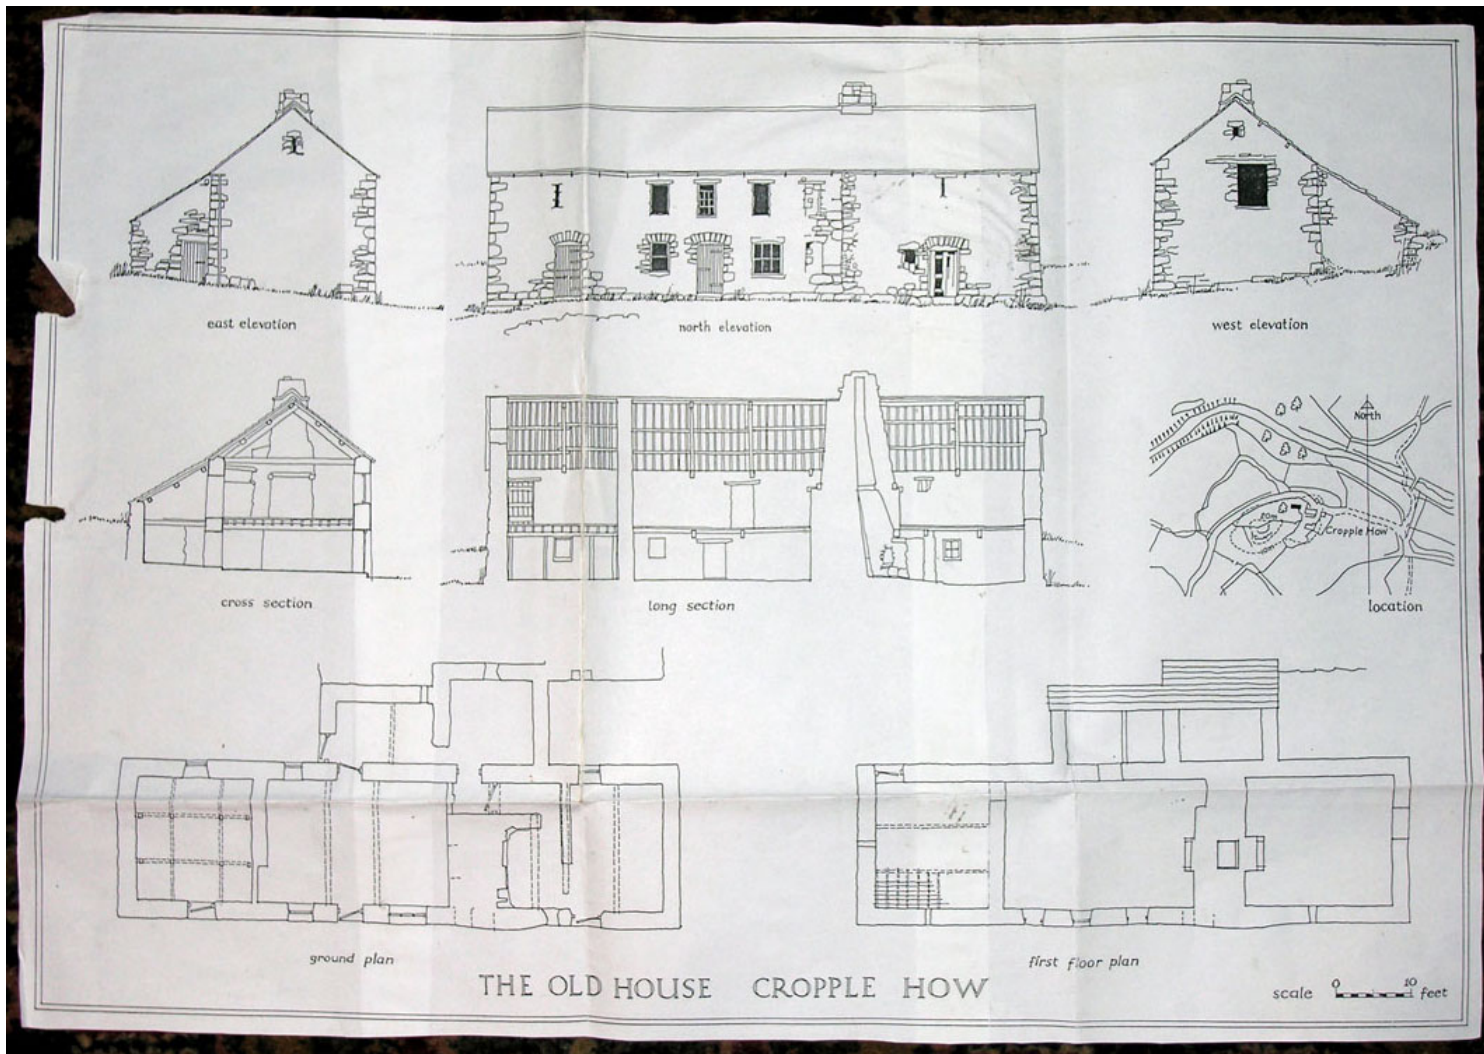 east elevation
north elevation
west elevation
cross section
long section
North
20m
Cropple How
location
ground plan
first floor plan
THE OLD HOUSE CROPPLE HOW
scale 0 10 feet